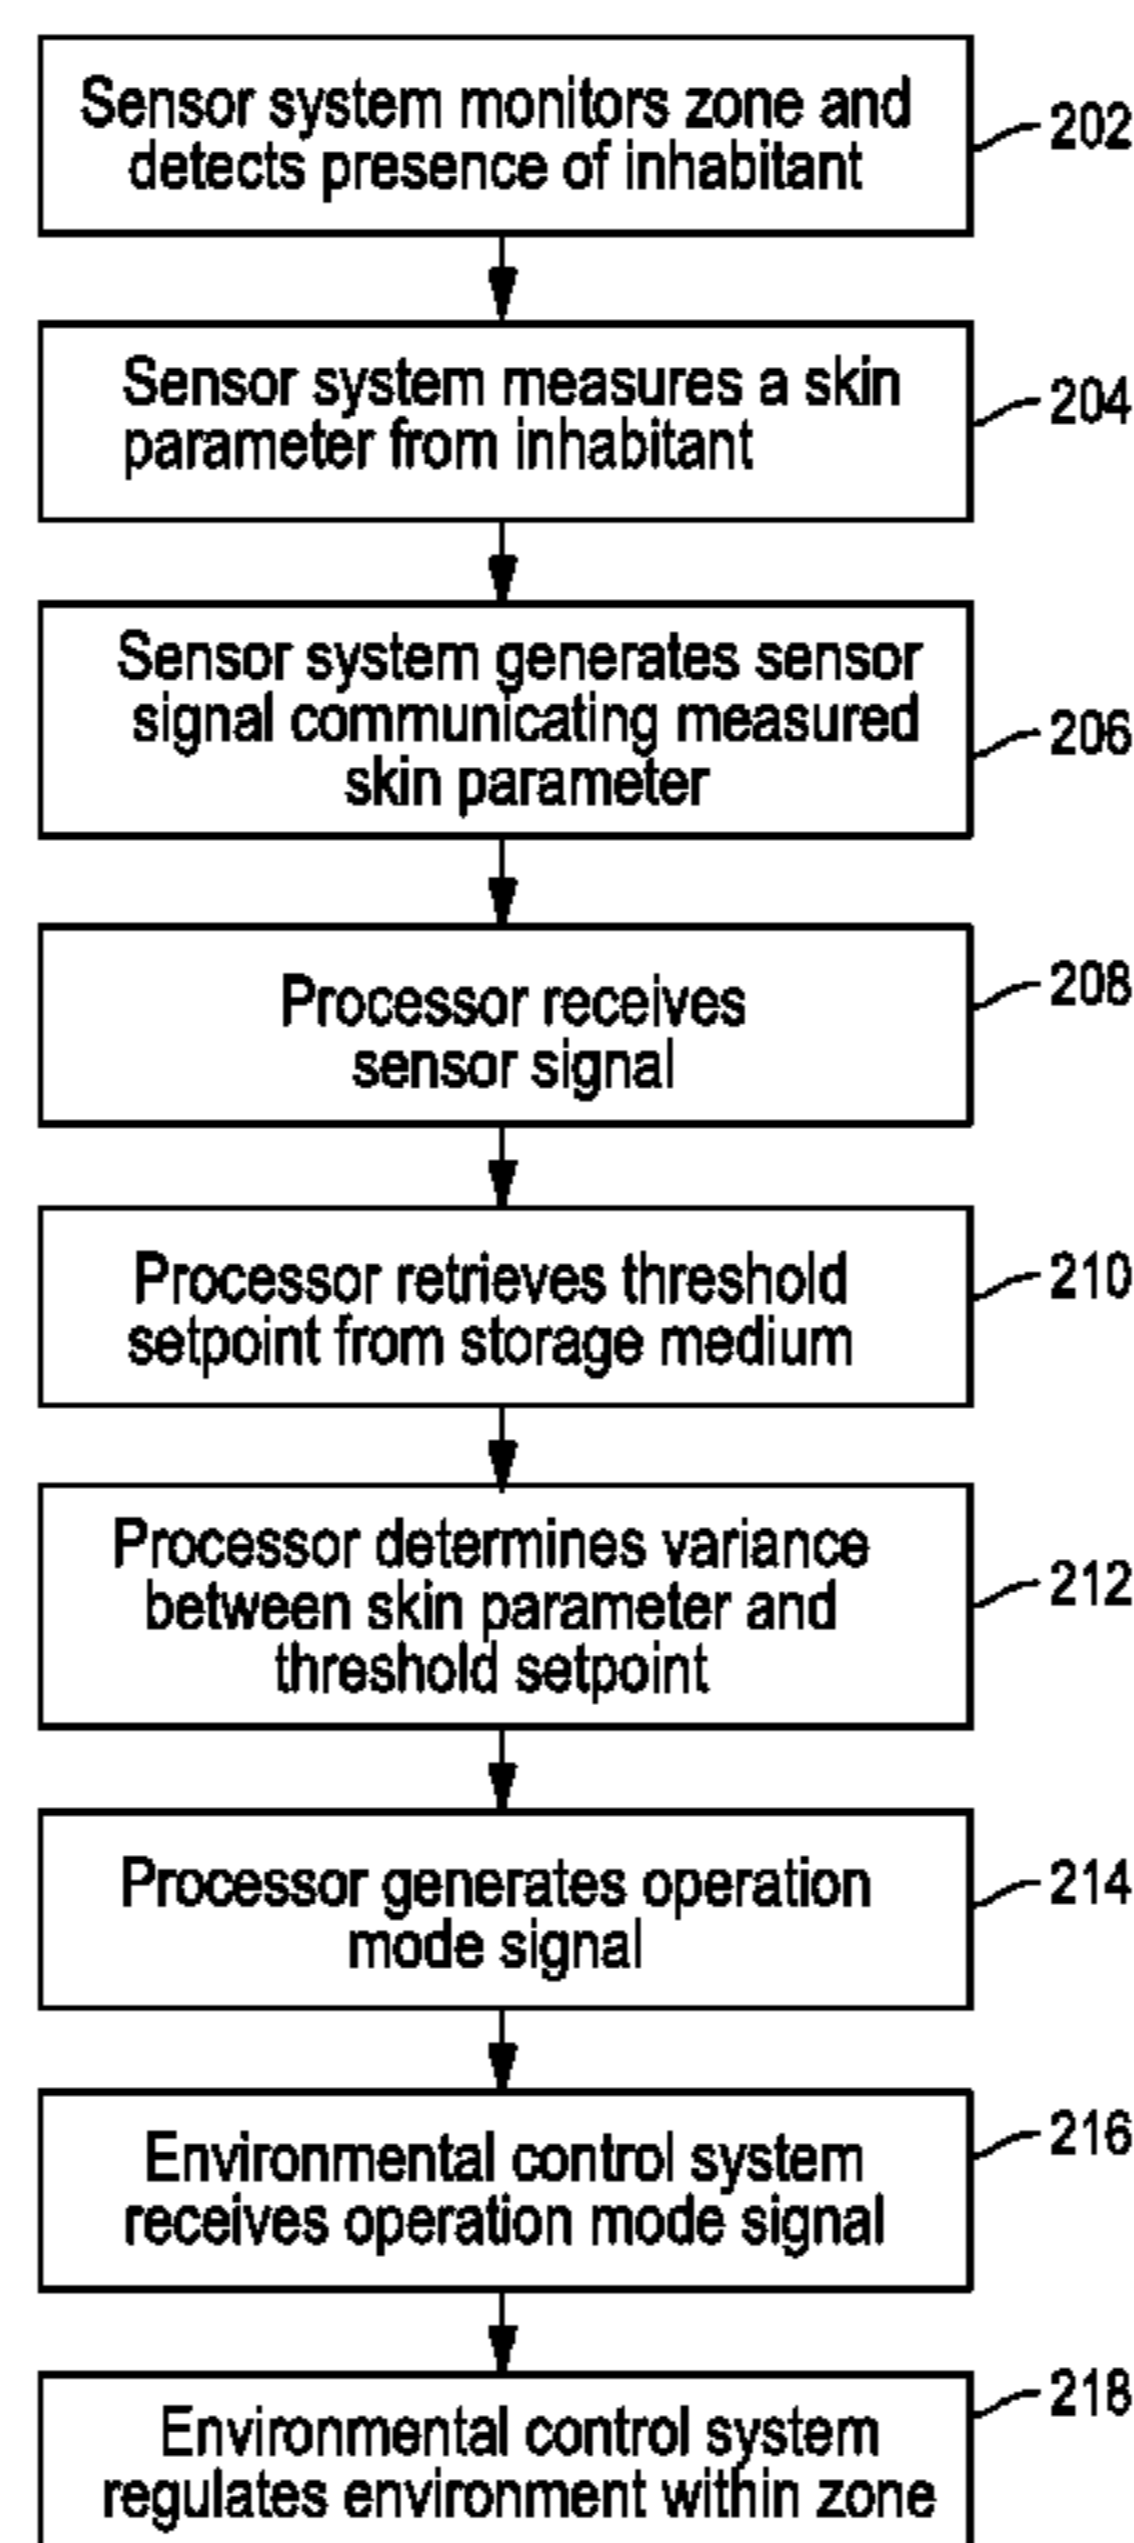 Sensor system monitors zone and
detects presence of inhabitant
202
Sensor system measures a skin
parameter from inhabitant
204
Sensor system generates sensor
signal communicating measured
skin parameter
206
Processor receives
sensor signal
208
Processor retrieves threshold
setpoint from storage medium
210
Processor determines variance
between skin parameter and
threshold setpoint
212
Processor generates operation
mode signal
214
Environmental control system
receives operation mode signal
216
Environmental control system
regulates environment within zone
218